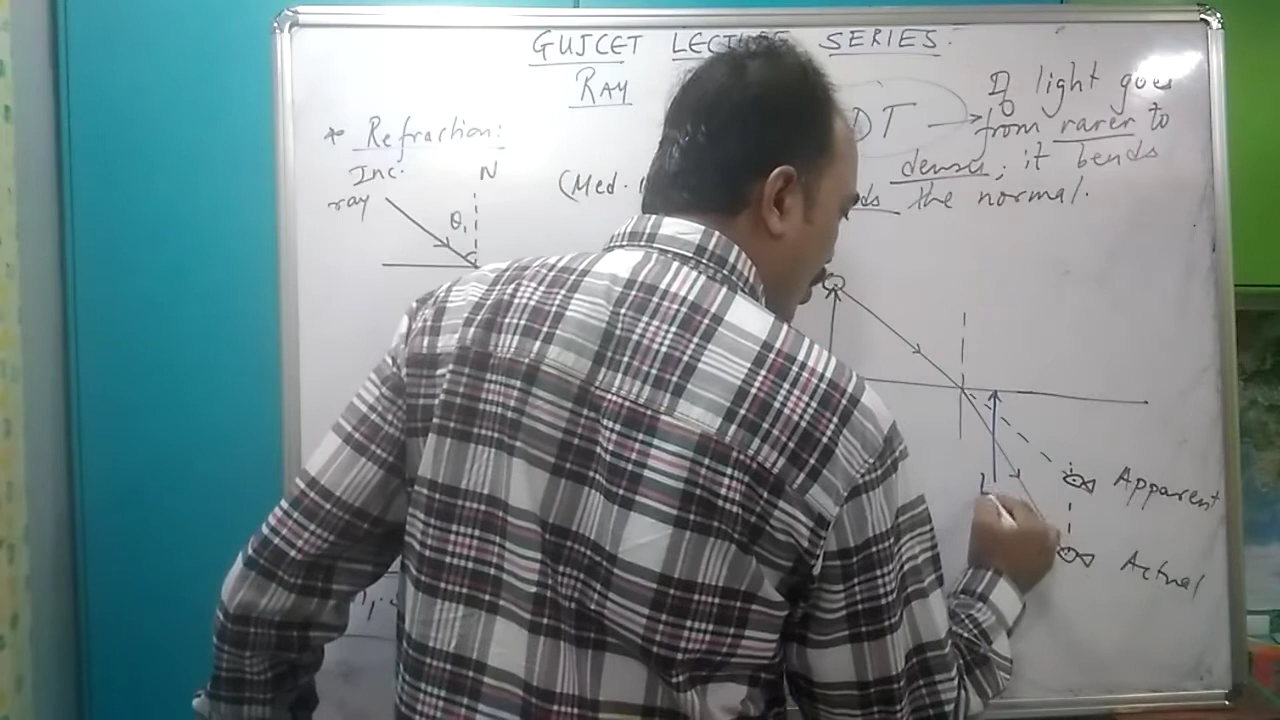 GUJCET LECTURE SERIES.
RAY
DT → If light goes
from rarer to
denser, it bends
the normal.
* Refraction:
Inc. N
ray
θ₁
(Med.
Apparent
Actual